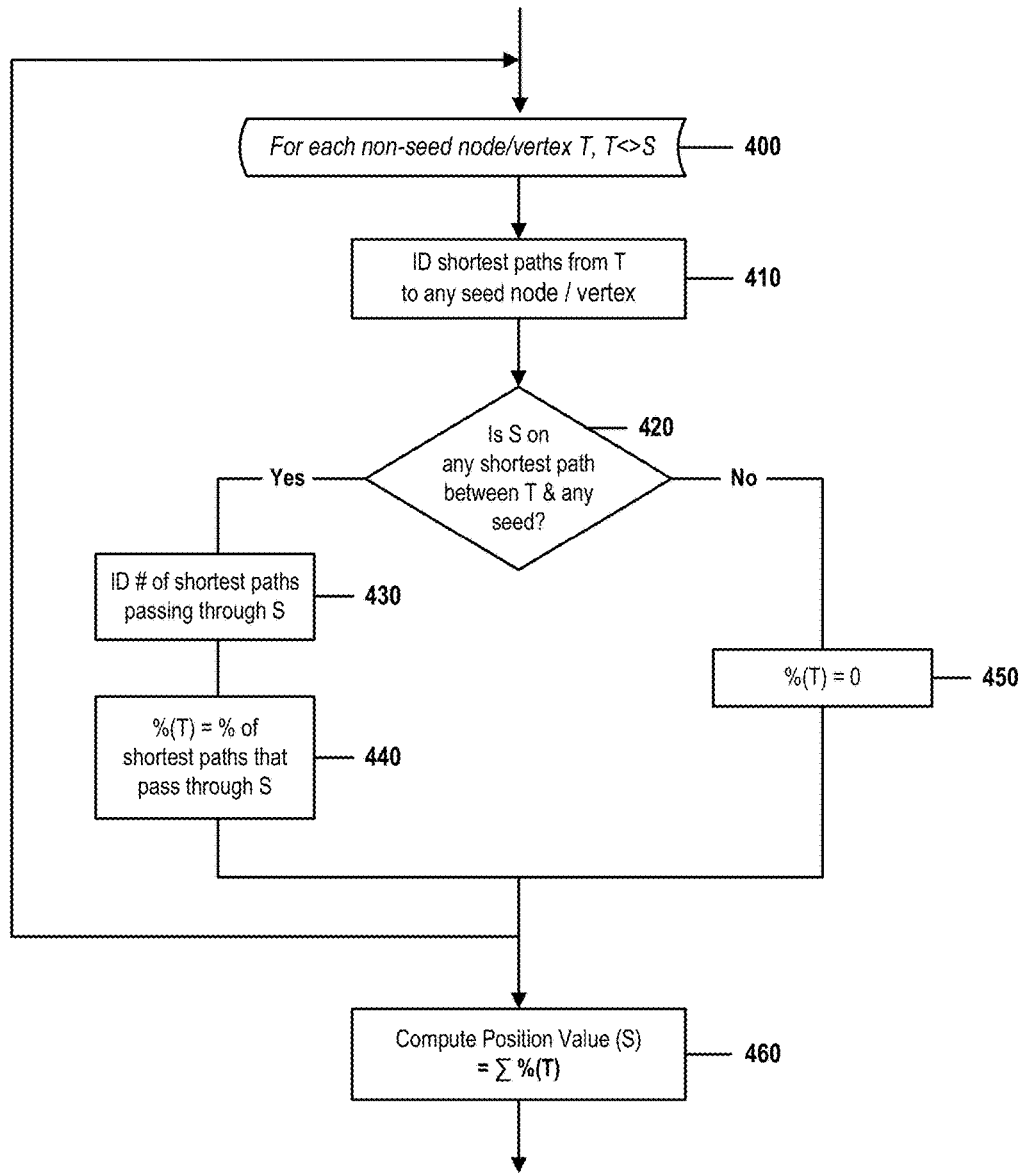 For each non-seed node/vertex T, T<>S
400
ID shortest paths from T
to any seed node / vertex
410
Is S on
any shortest path
between T & any
seed?
420
Yes
No
ID # of shortest paths
passing through S
430
%(T) = % of
shortest paths that
pass through S
440
%(T) = 0
450
Compute Position Value (S)
= ∑ %(T)
460